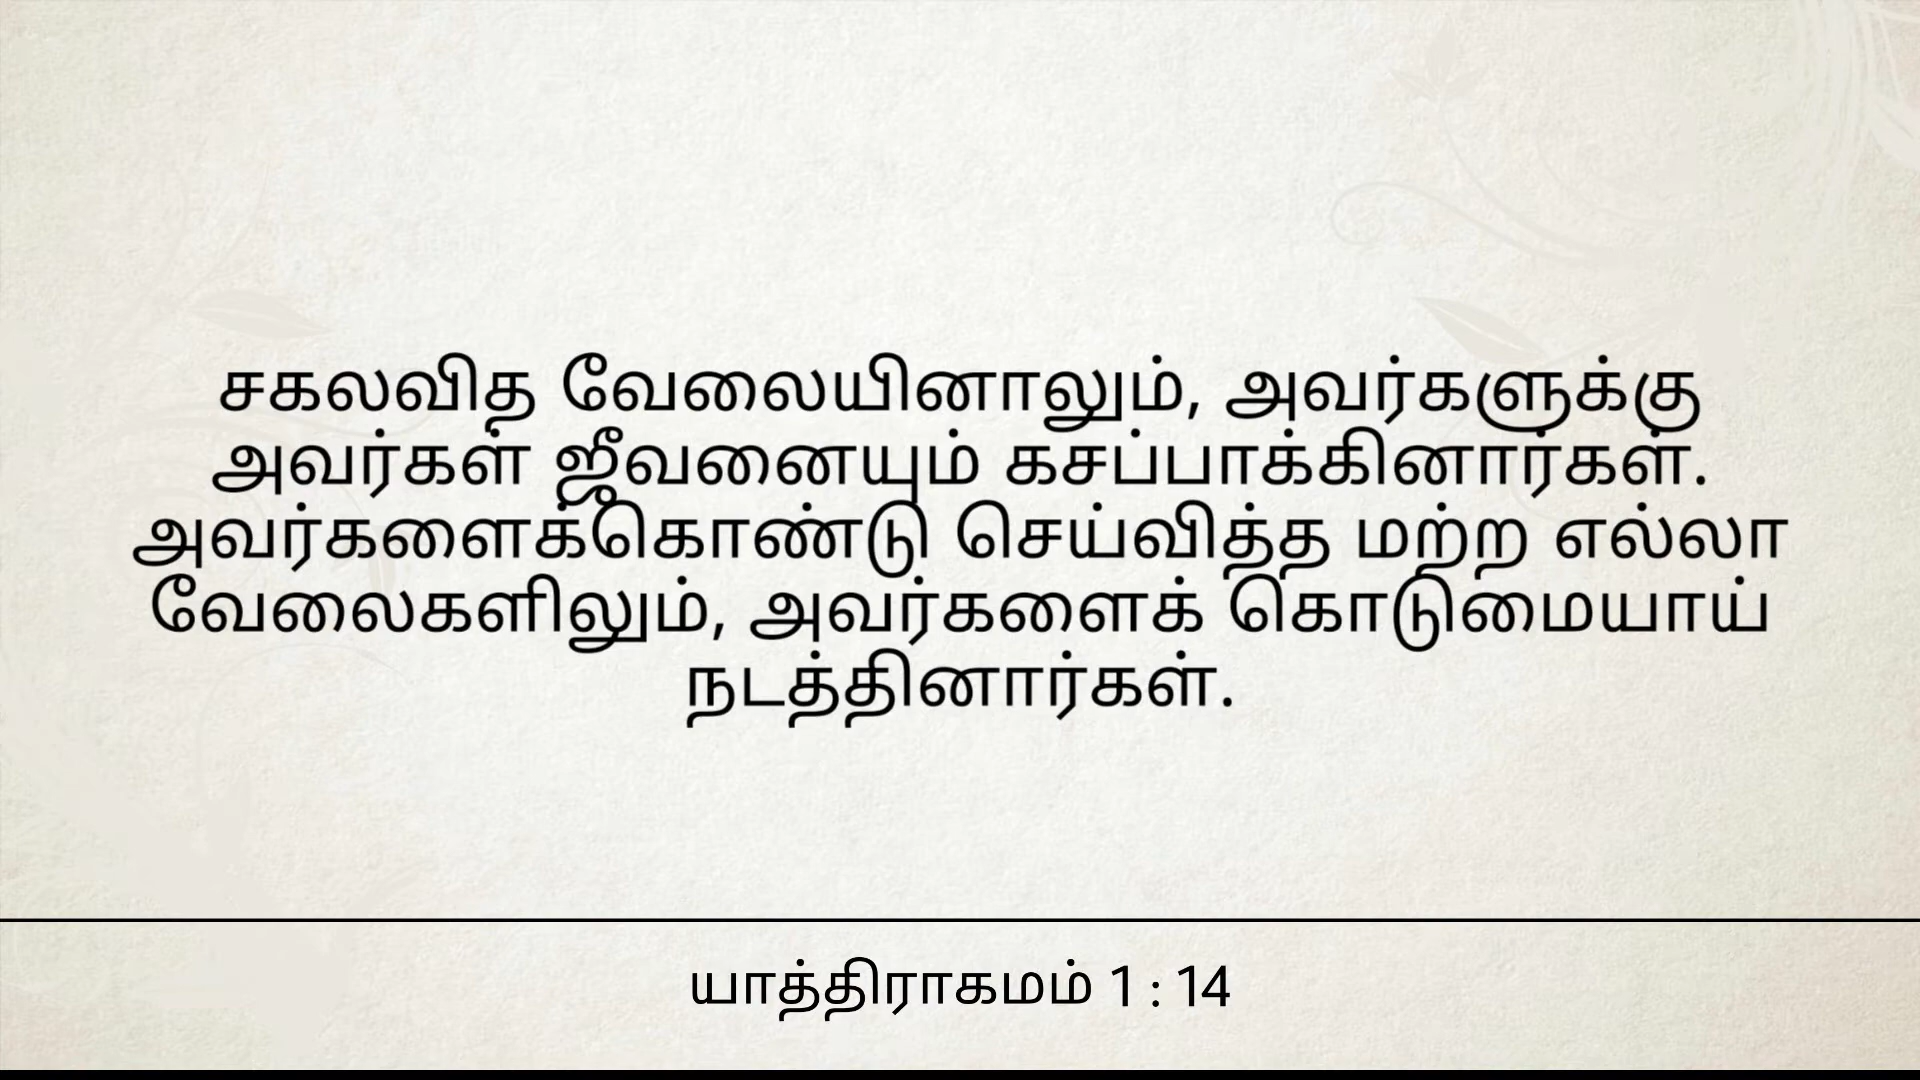 சகலவித வேலையினாலும், அவர்களுக்கு
அவர்கள் ஜீவனையும் கசப்பாக்கினார்கள்.
அவர்களைக்கொண்டு செய்வித்த மற்ற எல்லா
வேலைகளிலும், அவர்களைக் கொடுமையாய்
நடத்தினார்கள்.
யாத்திராகமம் 1 : 14